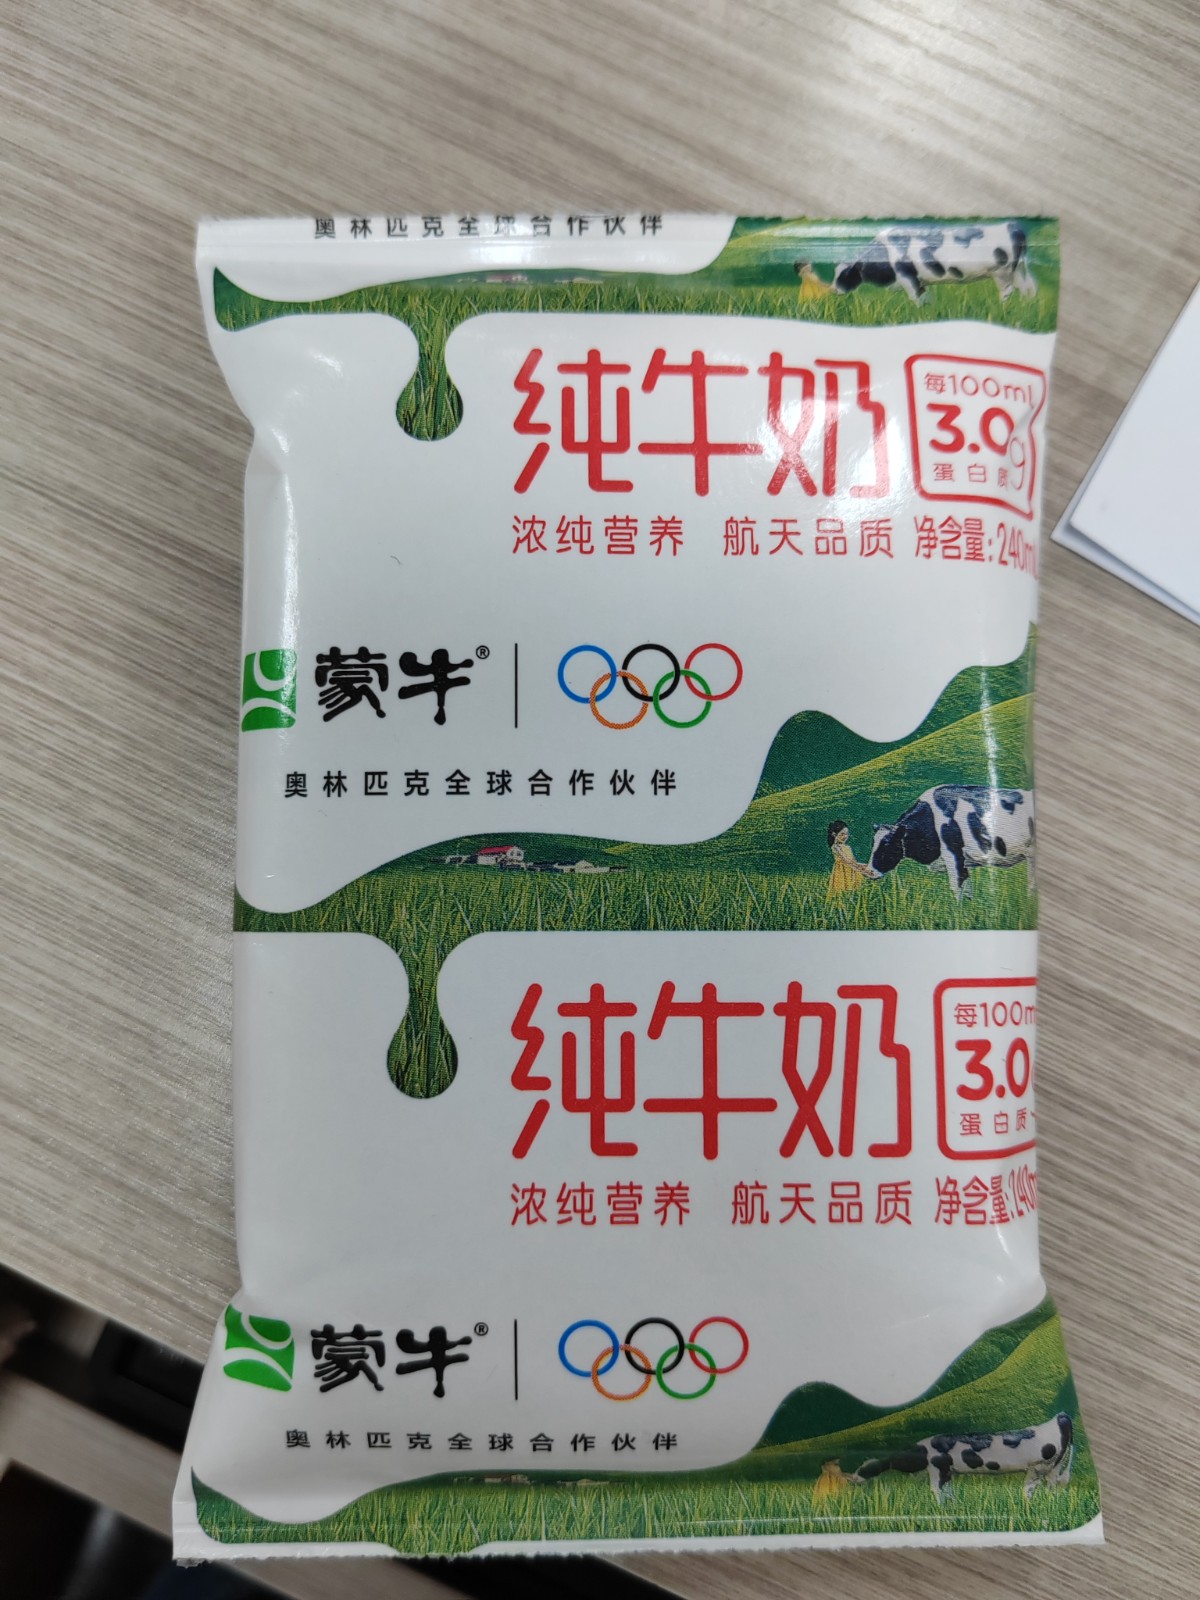 奥林匹克全球合作伙伴
纯牛奶
每100ml
3.0g
蛋白质
浓纯营养 航天品质 净含量:240mL
蒙牛®
奥林匹克全球合作伙伴
纯牛奶
每100m
3.0
蛋白质
浓纯营养 航天品质 净含量:240m
蒙牛®
奥林匹克全球合作伙伴